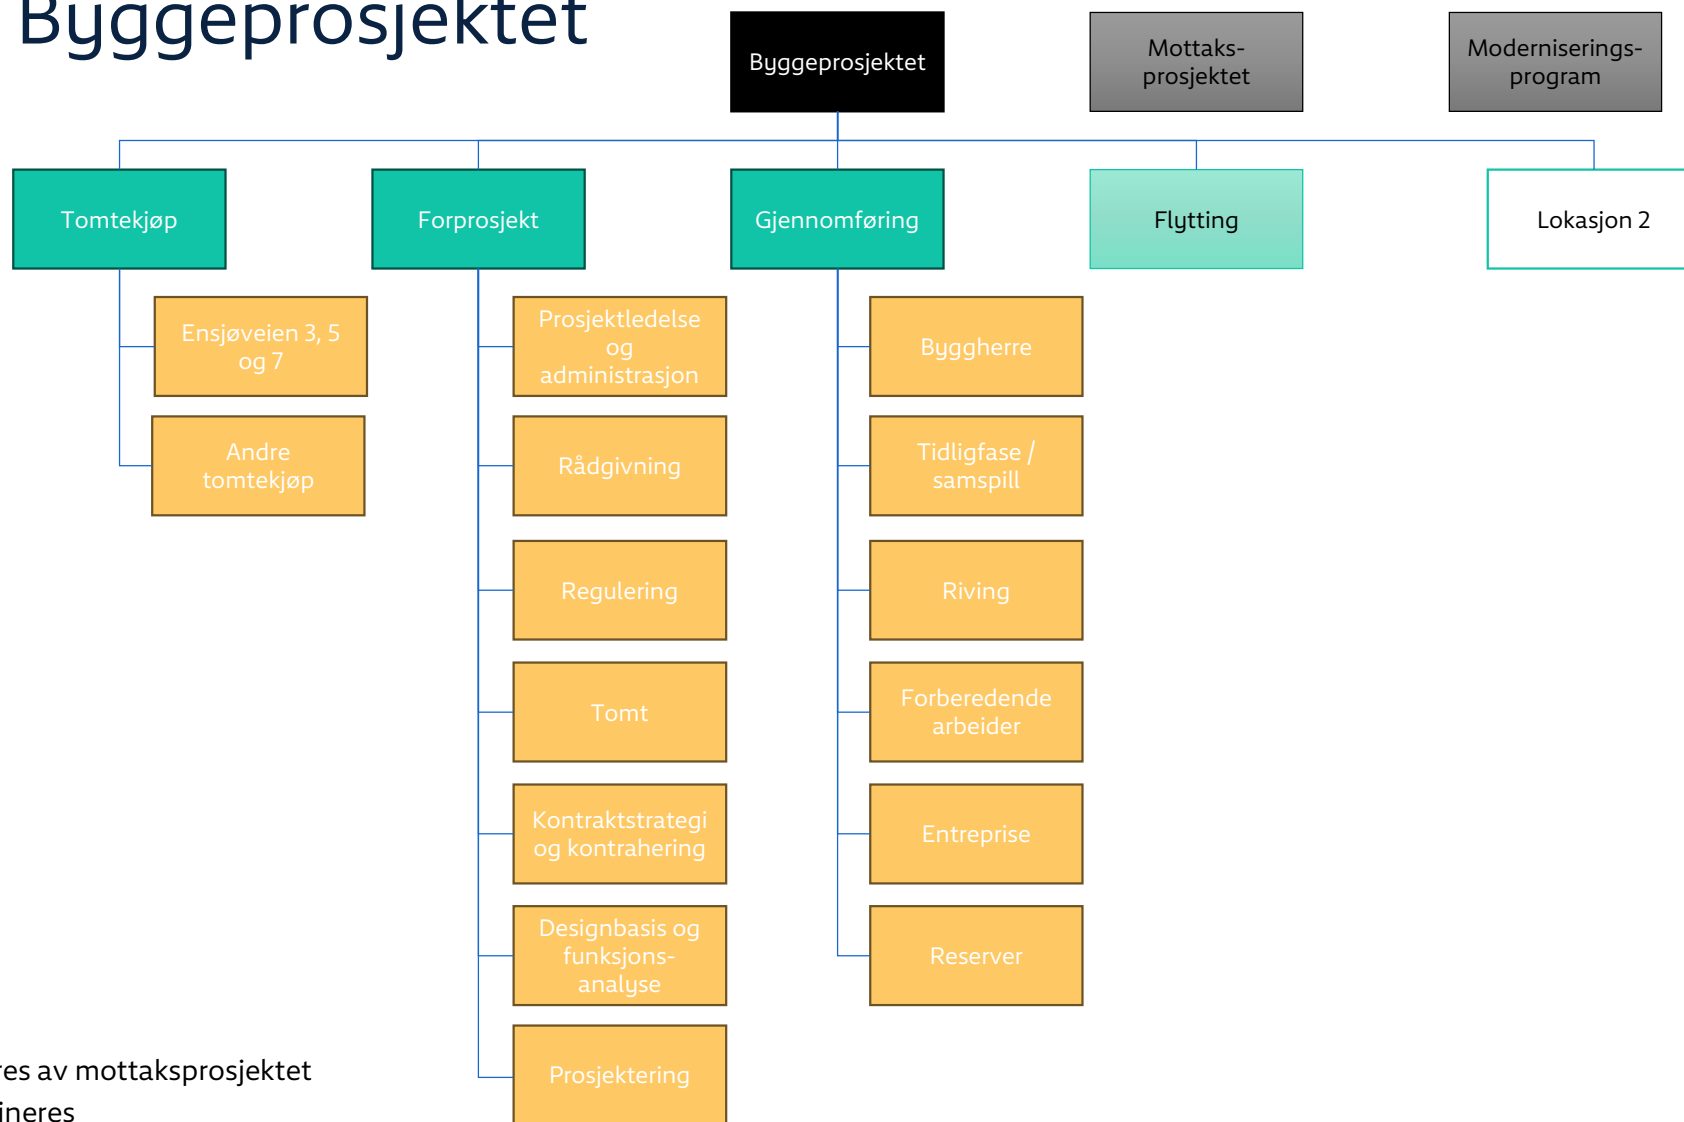 Byggeprosjektet
Byggeprosjektet
Mottaks-
prosjektet
Moderniserings-
program
Tomtekjøp
Forprosjekt
Gjennomføring
Flytting
Lokasjon 2
Ensjøveien 3, 5
og 7
Andre
tomtekjøp
Prosjektledelse
og
administrasjon
Rådgivning
Regulering
Tomt
Kontraktstrategi
og kontrahering
Designbasis og
funksjons-
analyse
Prosjektering
Byggherre
Tidligfase /
samspill
Riving
Forberedende
arbeider
Entreprise
Reserver
av mottaksprosjektet